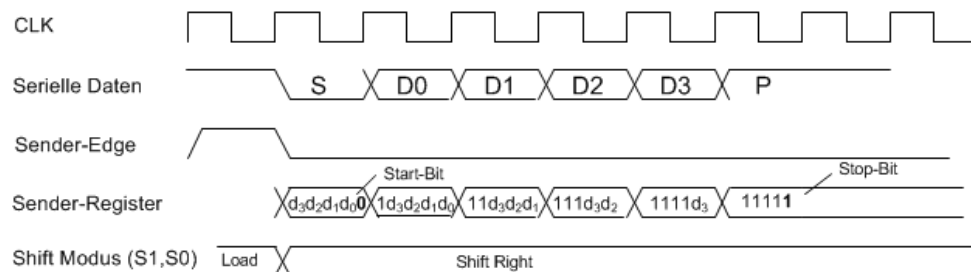 CLK
Serielle Daten S D0 D1 D2 D3 P
Sender-Edge
Start-Bit Stop-Bit
Sender-Register d₃d₂d₁d₀0 1d₃d₂d₁d₀ 11d₃d₂d₁ 111d₃d₂ 1111d₃ 11111
Shift Modus (S1,S0) Load Shift Right